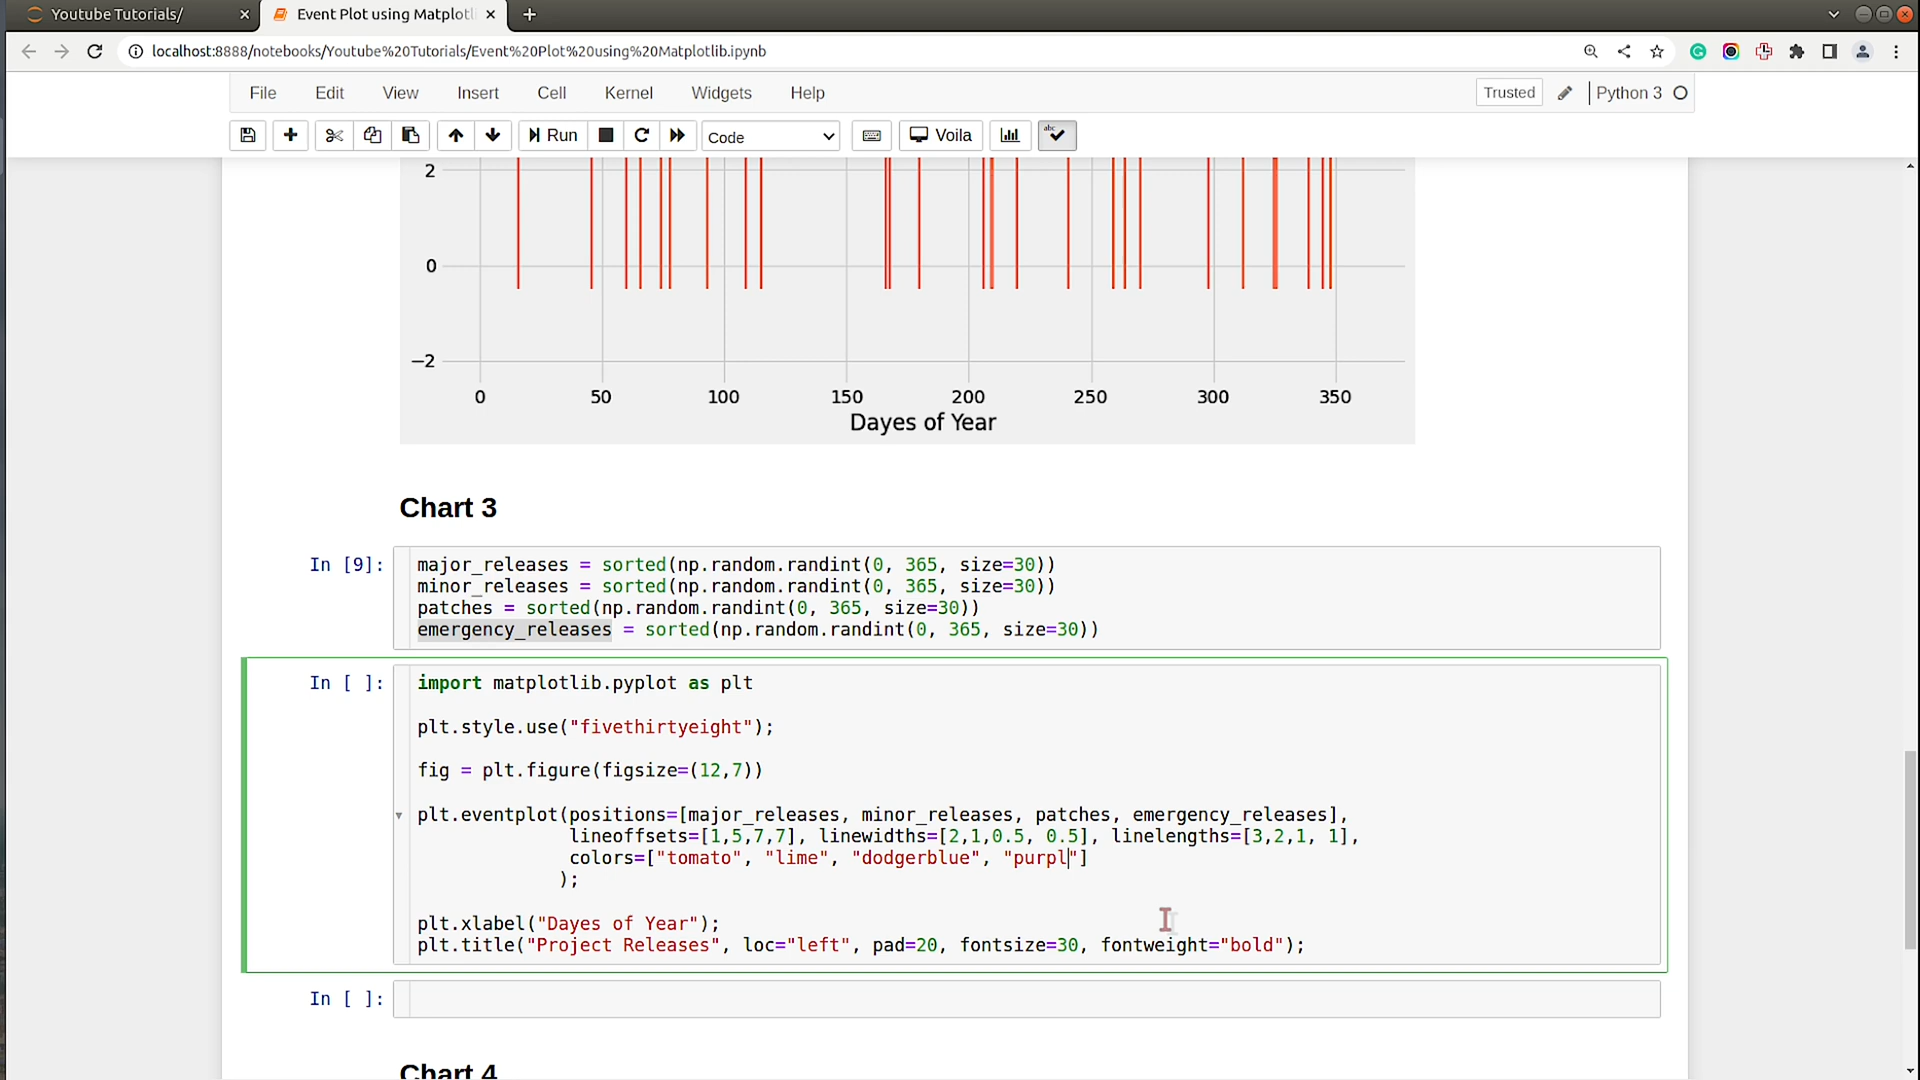 Youtube Tutorials/
Event Plot using Matplotli
localhost:8888/notebooks/Youtube%20Tutorials/Event%20Plot%20using%20Matplotlib.ipynb
File Edit View Insert Cell Kernel Widgets Help
Trusted Python 3
Run Code Voila abc
2
0
−2
0 50 100 150 200 250 300 350
Dayes of Year
Chart 3
In [9]:
major_releases = sorted(np.random.randint(0, 365, size=30))
minor_releases = sorted(np.random.randint(0, 365, size=30))
patches = sorted(np.random.randint(0, 365, size=30))
emergency_releases = sorted(np.random.randint(0, 365, size=30))
In [ ]:
import matplotlib.pyplot as plt
plt.style.use("fivethirtyeight");
fig = plt.figure(figsize=(12,7))
plt.eventplot(positions=[major_releases, minor_releases, patches, emergency_releases],
lineoffsets=[1,5,7,7], linewidths=[2,1,0.5, 0.5], linelengths=[3,2,1, 1],
colors=["tomato", "lime", "dodgerblue", "purpl"]
);
plt.xlabel("Dayes of Year");
plt.title("Project Releases", loc="left", pad=20, fontsize=30, fontweight="bold");
In [ ]:
Chart 4